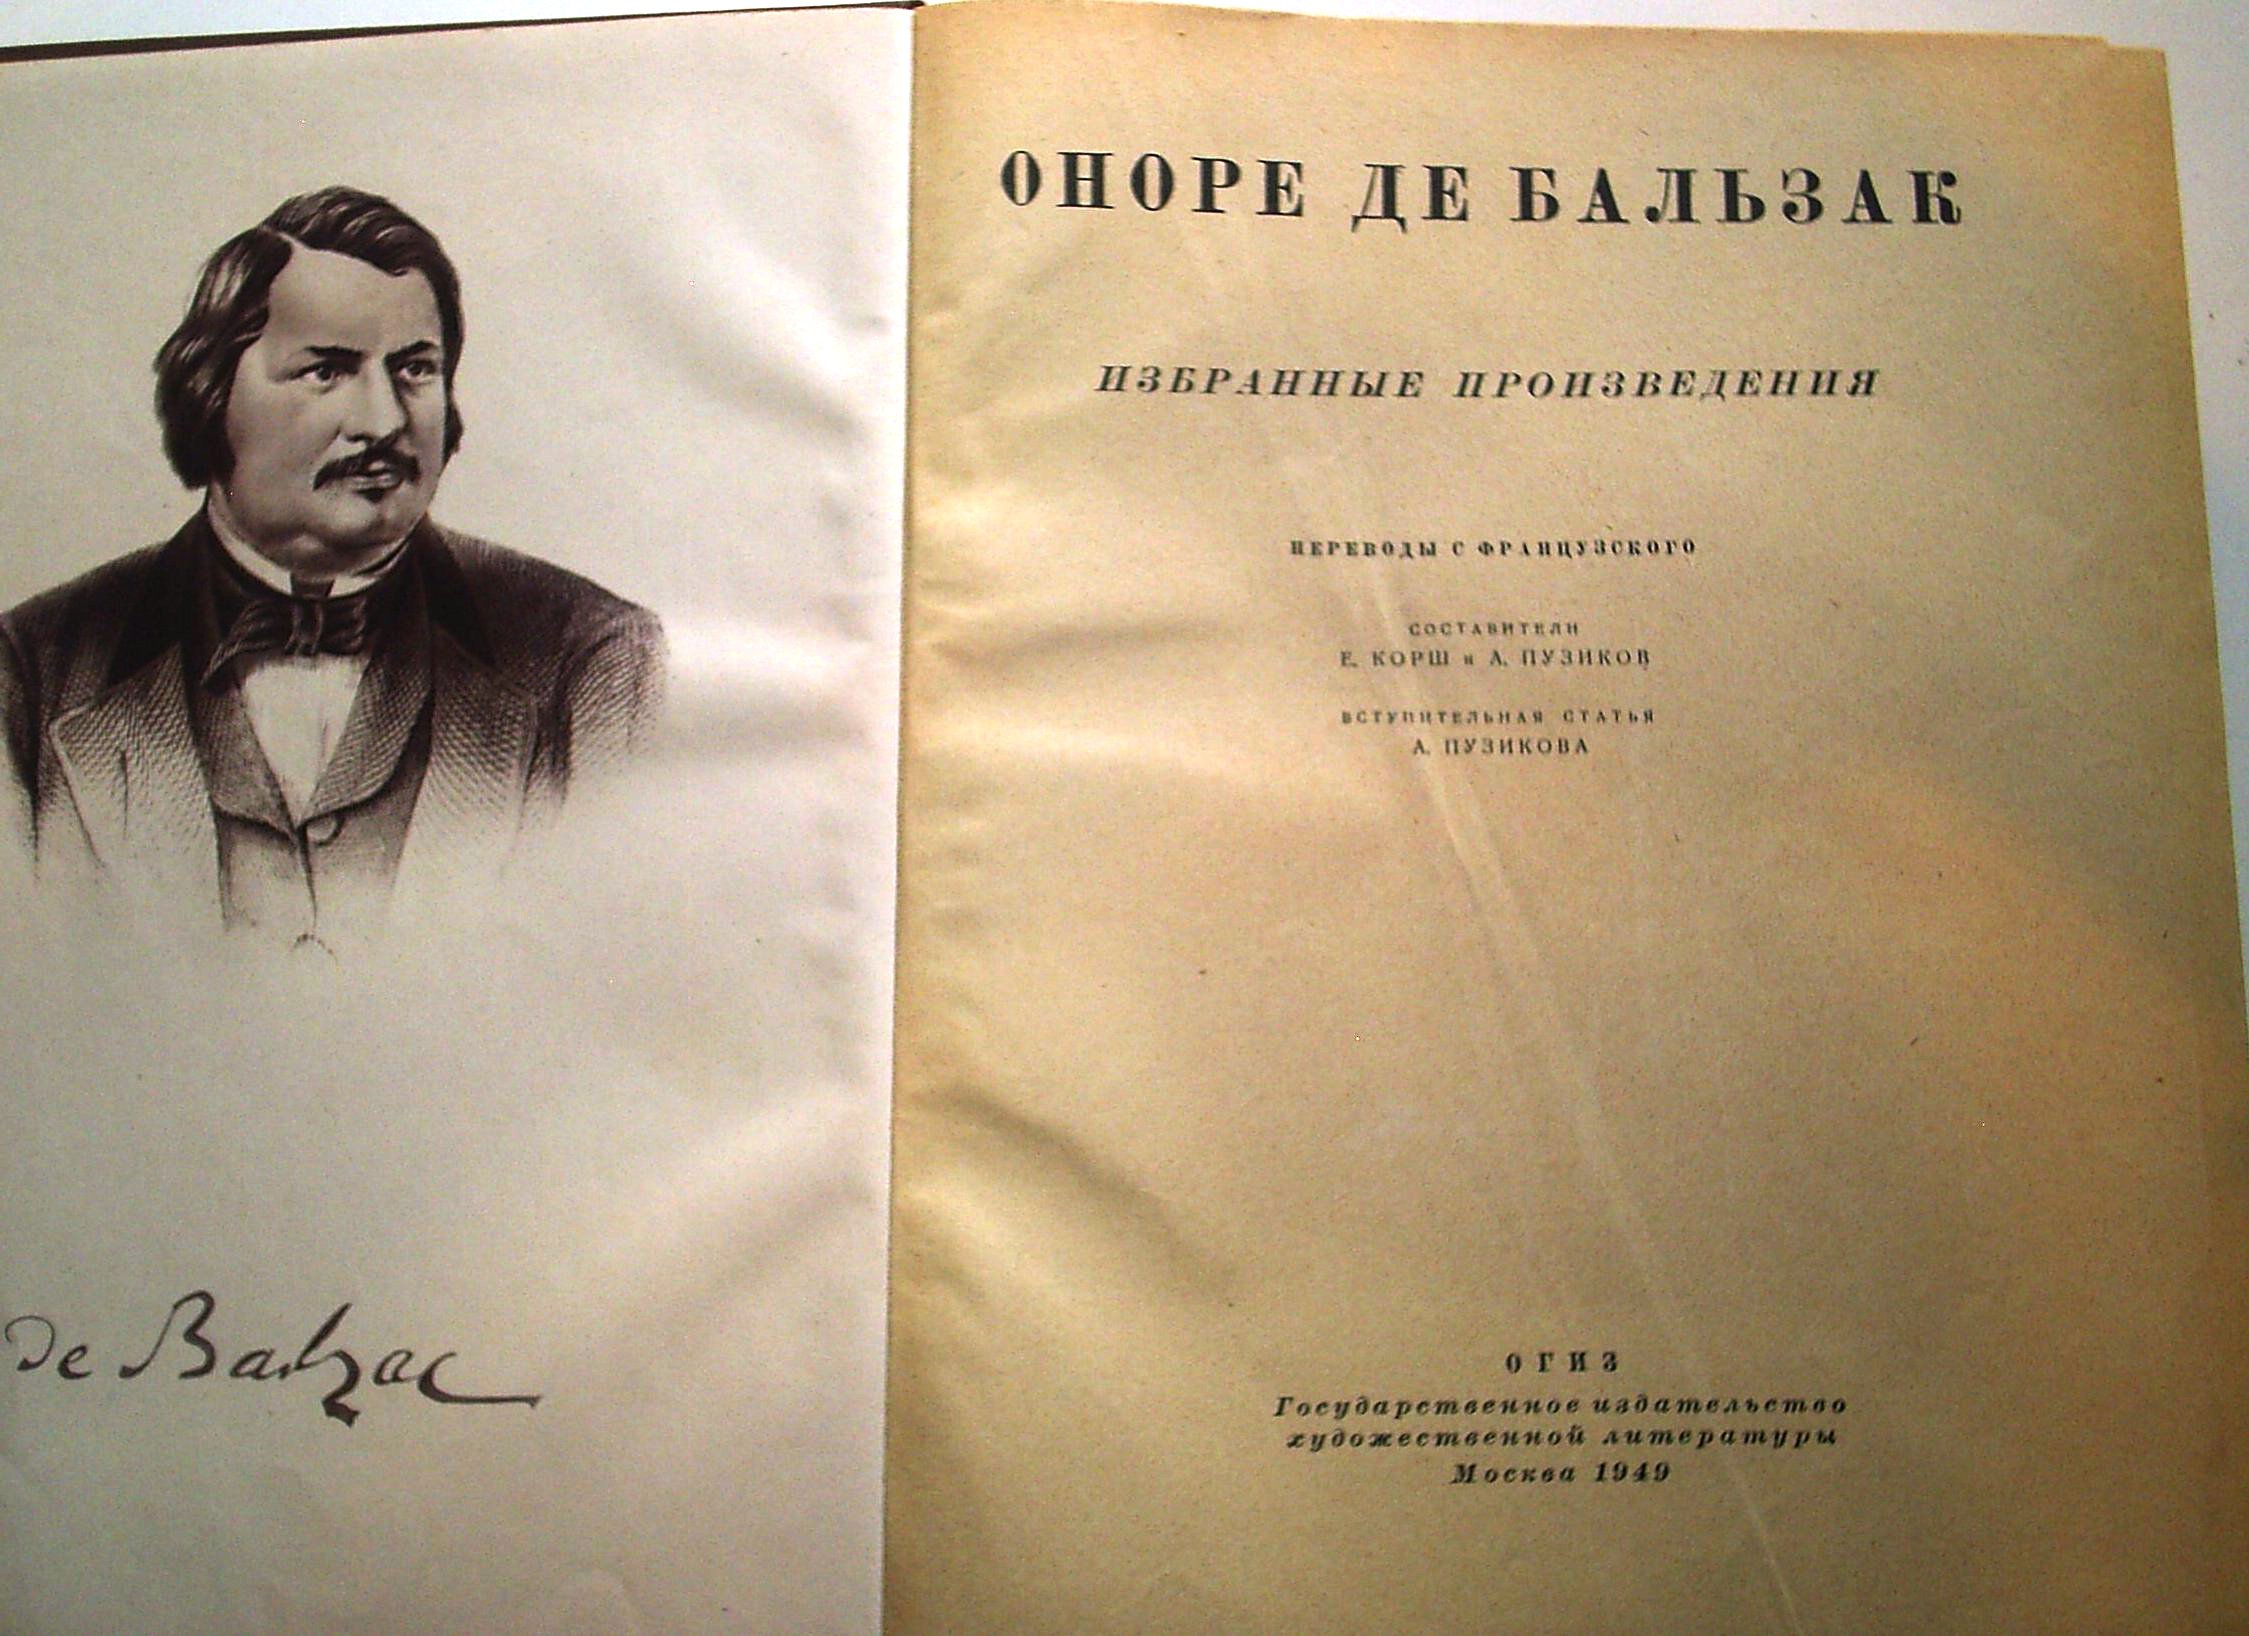 de Balzac
ОНОРЕ ДЕ БАЛЬЗАК
ИЗБРАННЫЕ ПРОИЗВЕДЕНИЯ
ПЕРЕВОДЫ С ФРАНЦУЗСКОГО
СОСТАВИТЕЛИ
Е. КОРШ и А. ПУЗИКОВ
ВСТУПИТЕЛЬНАЯ СТАТЬЯ
А. ПУЗИКОВА
ОГИЗ
Государственное издательство
художественной литературы
Москва 1949